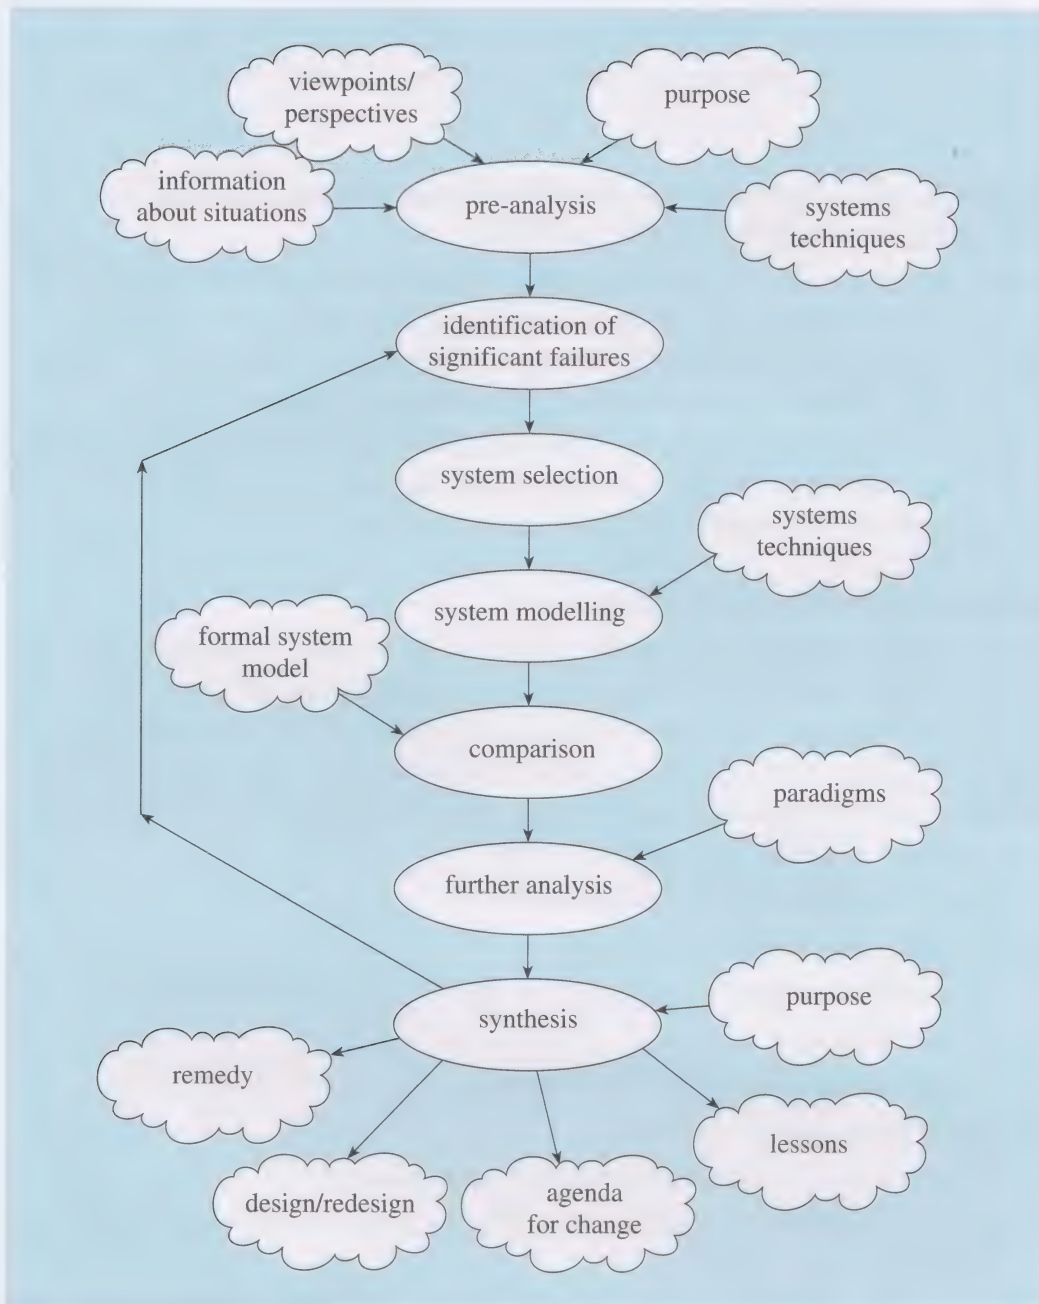 viewpoints/
perspectives
purpose
information
about situations
pre-analysis
systems
techniques
identification of
significant failures
system selection
systems
techniques
system modelling
formal system
model
comparison
paradigms
further analysis
purpose
synthesis
remedy
lessons
design/redesign
agenda
for change